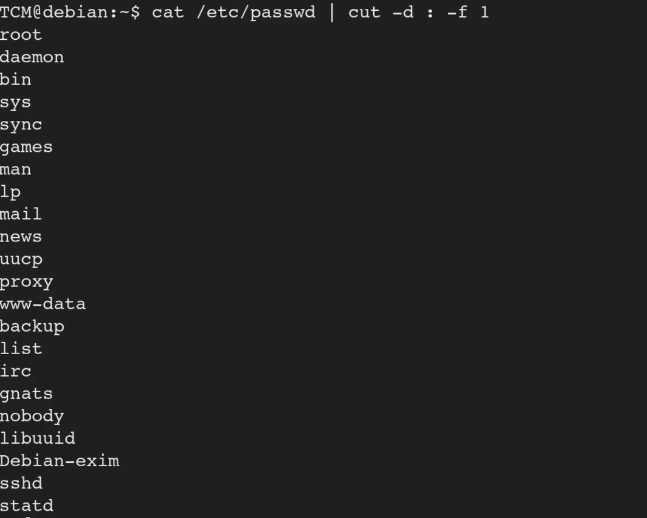 TCM@debian:~$ cat /etc/passwd | cut -d : -f 1
root
daemon
bin
sys
sync
games
man
lp
mail
news
uucp
proxy
www-data
backup
list
irc
gnats
nobody
libuuid
Debian-exim
sshd
statd